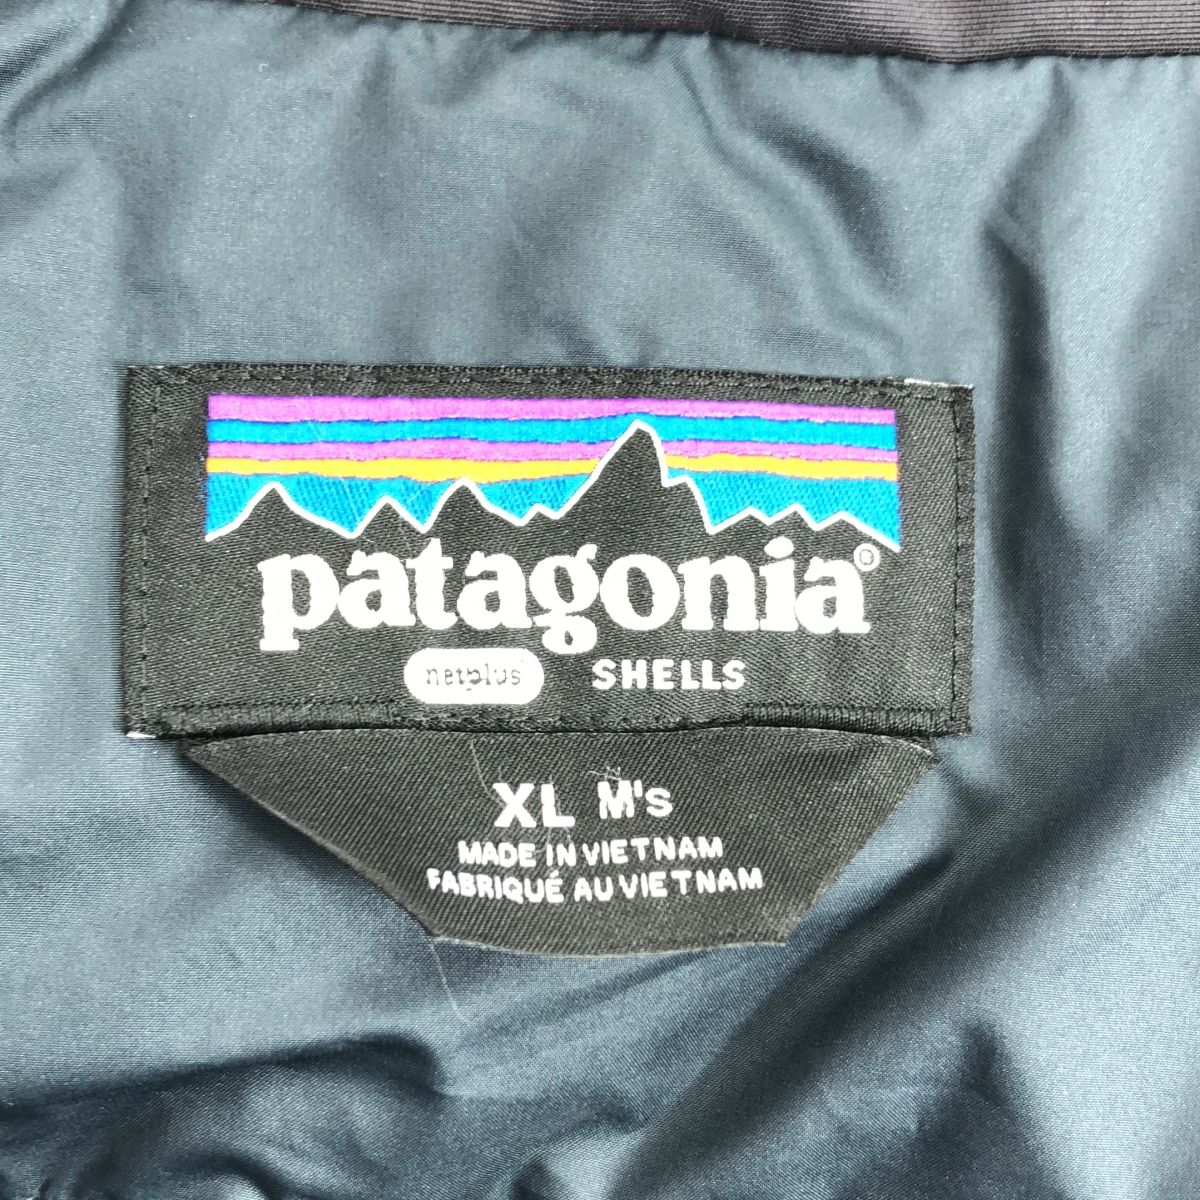 patagonia®
netplus® SHELLS
XL M's
MADE IN VIETNAM
FABRIQUÉ AU VIETNAM